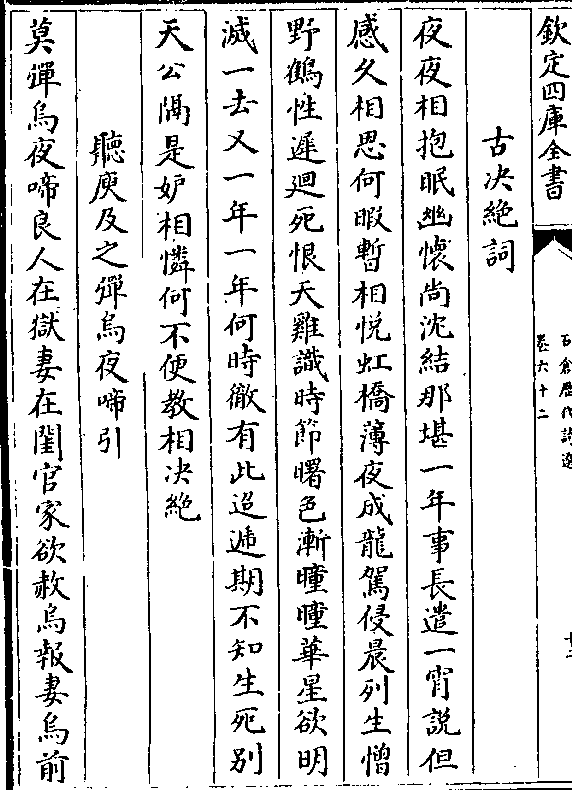 欽定四庫全書
石倉歷代詩選
卷六十二
古决絶詞
夜夜相抱眠幽懷尚沈結那堪一年事長遣一宵說但
感久相思何暇暫相悅虹橋薄夜成龍駕侵晨列生憎
野鶴性遲迴死恨天雞識時節曙色漸曈曈華星欲明
滅一去又一年一年何時徹有此迢遞期不知生死别
天公隔是妒相憐何不便教相决絶
聽庾及之彈烏夜啼引
莫彈烏夜啼良人在獄妻在閨官家欲赦烏報妻烏前